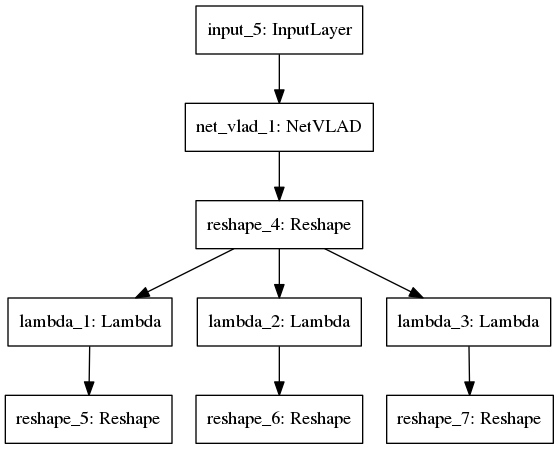 input_5: InputLayer
net_vlad_1: NetVLAD
reshape_4: Reshape
lambda_1: Lambda
lambda_2: Lambda
lambda_3: Lambda
reshape_5: Reshape
reshape_6: Reshape
reshape_7: Reshape